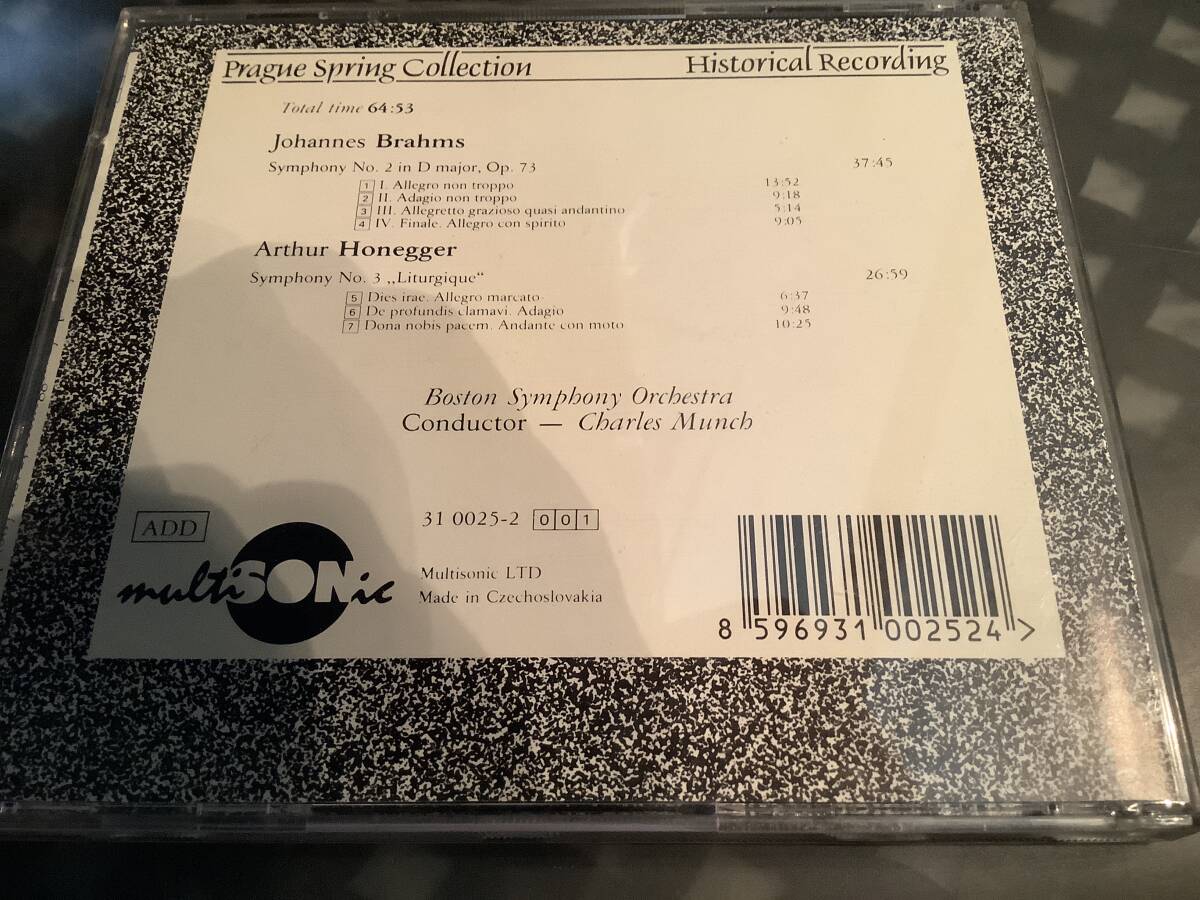 Prague Spring Collection Historical Recording
Total time 64:53
Johannes Brahms
Symphony No. 2 in D major, Op. 73 37:45
1 I. Allegro non troppo 13:52
2 II. Adagio non troppo 9:18
3 III. Allegretto grazioso quasi andantino 5:14
4 IV. Finale. Allegro con spirito 9:05
Arthur Honegger
Symphony No. 3 „Liturgique“ 26:59
5 Dies irae. Allegro marcato 6:37
6 De profundis clamavi. Adagio 9:48
7 Dona nobis pacem. Andante con moto 10:25
Boston Symphony Orchestra
Conductor — Charles Munch
ADD
31 0025-2 001
multiSONic
Multisonic LTD
Made in Czechoslovakia
8 596931 002524 >